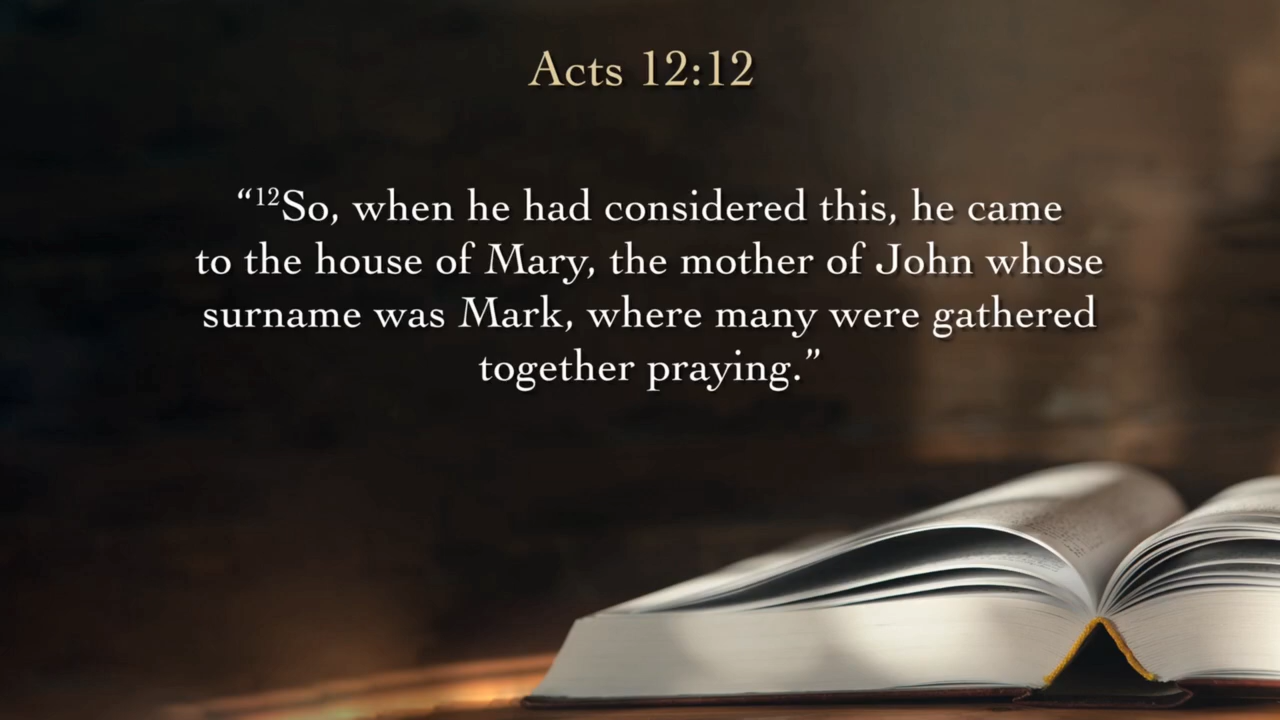 Acts 12:12
“¹²So, when he had considered this, he came
to the house of Mary, the mother of John whose
surname was Mark, where many were gathered
together praying.”